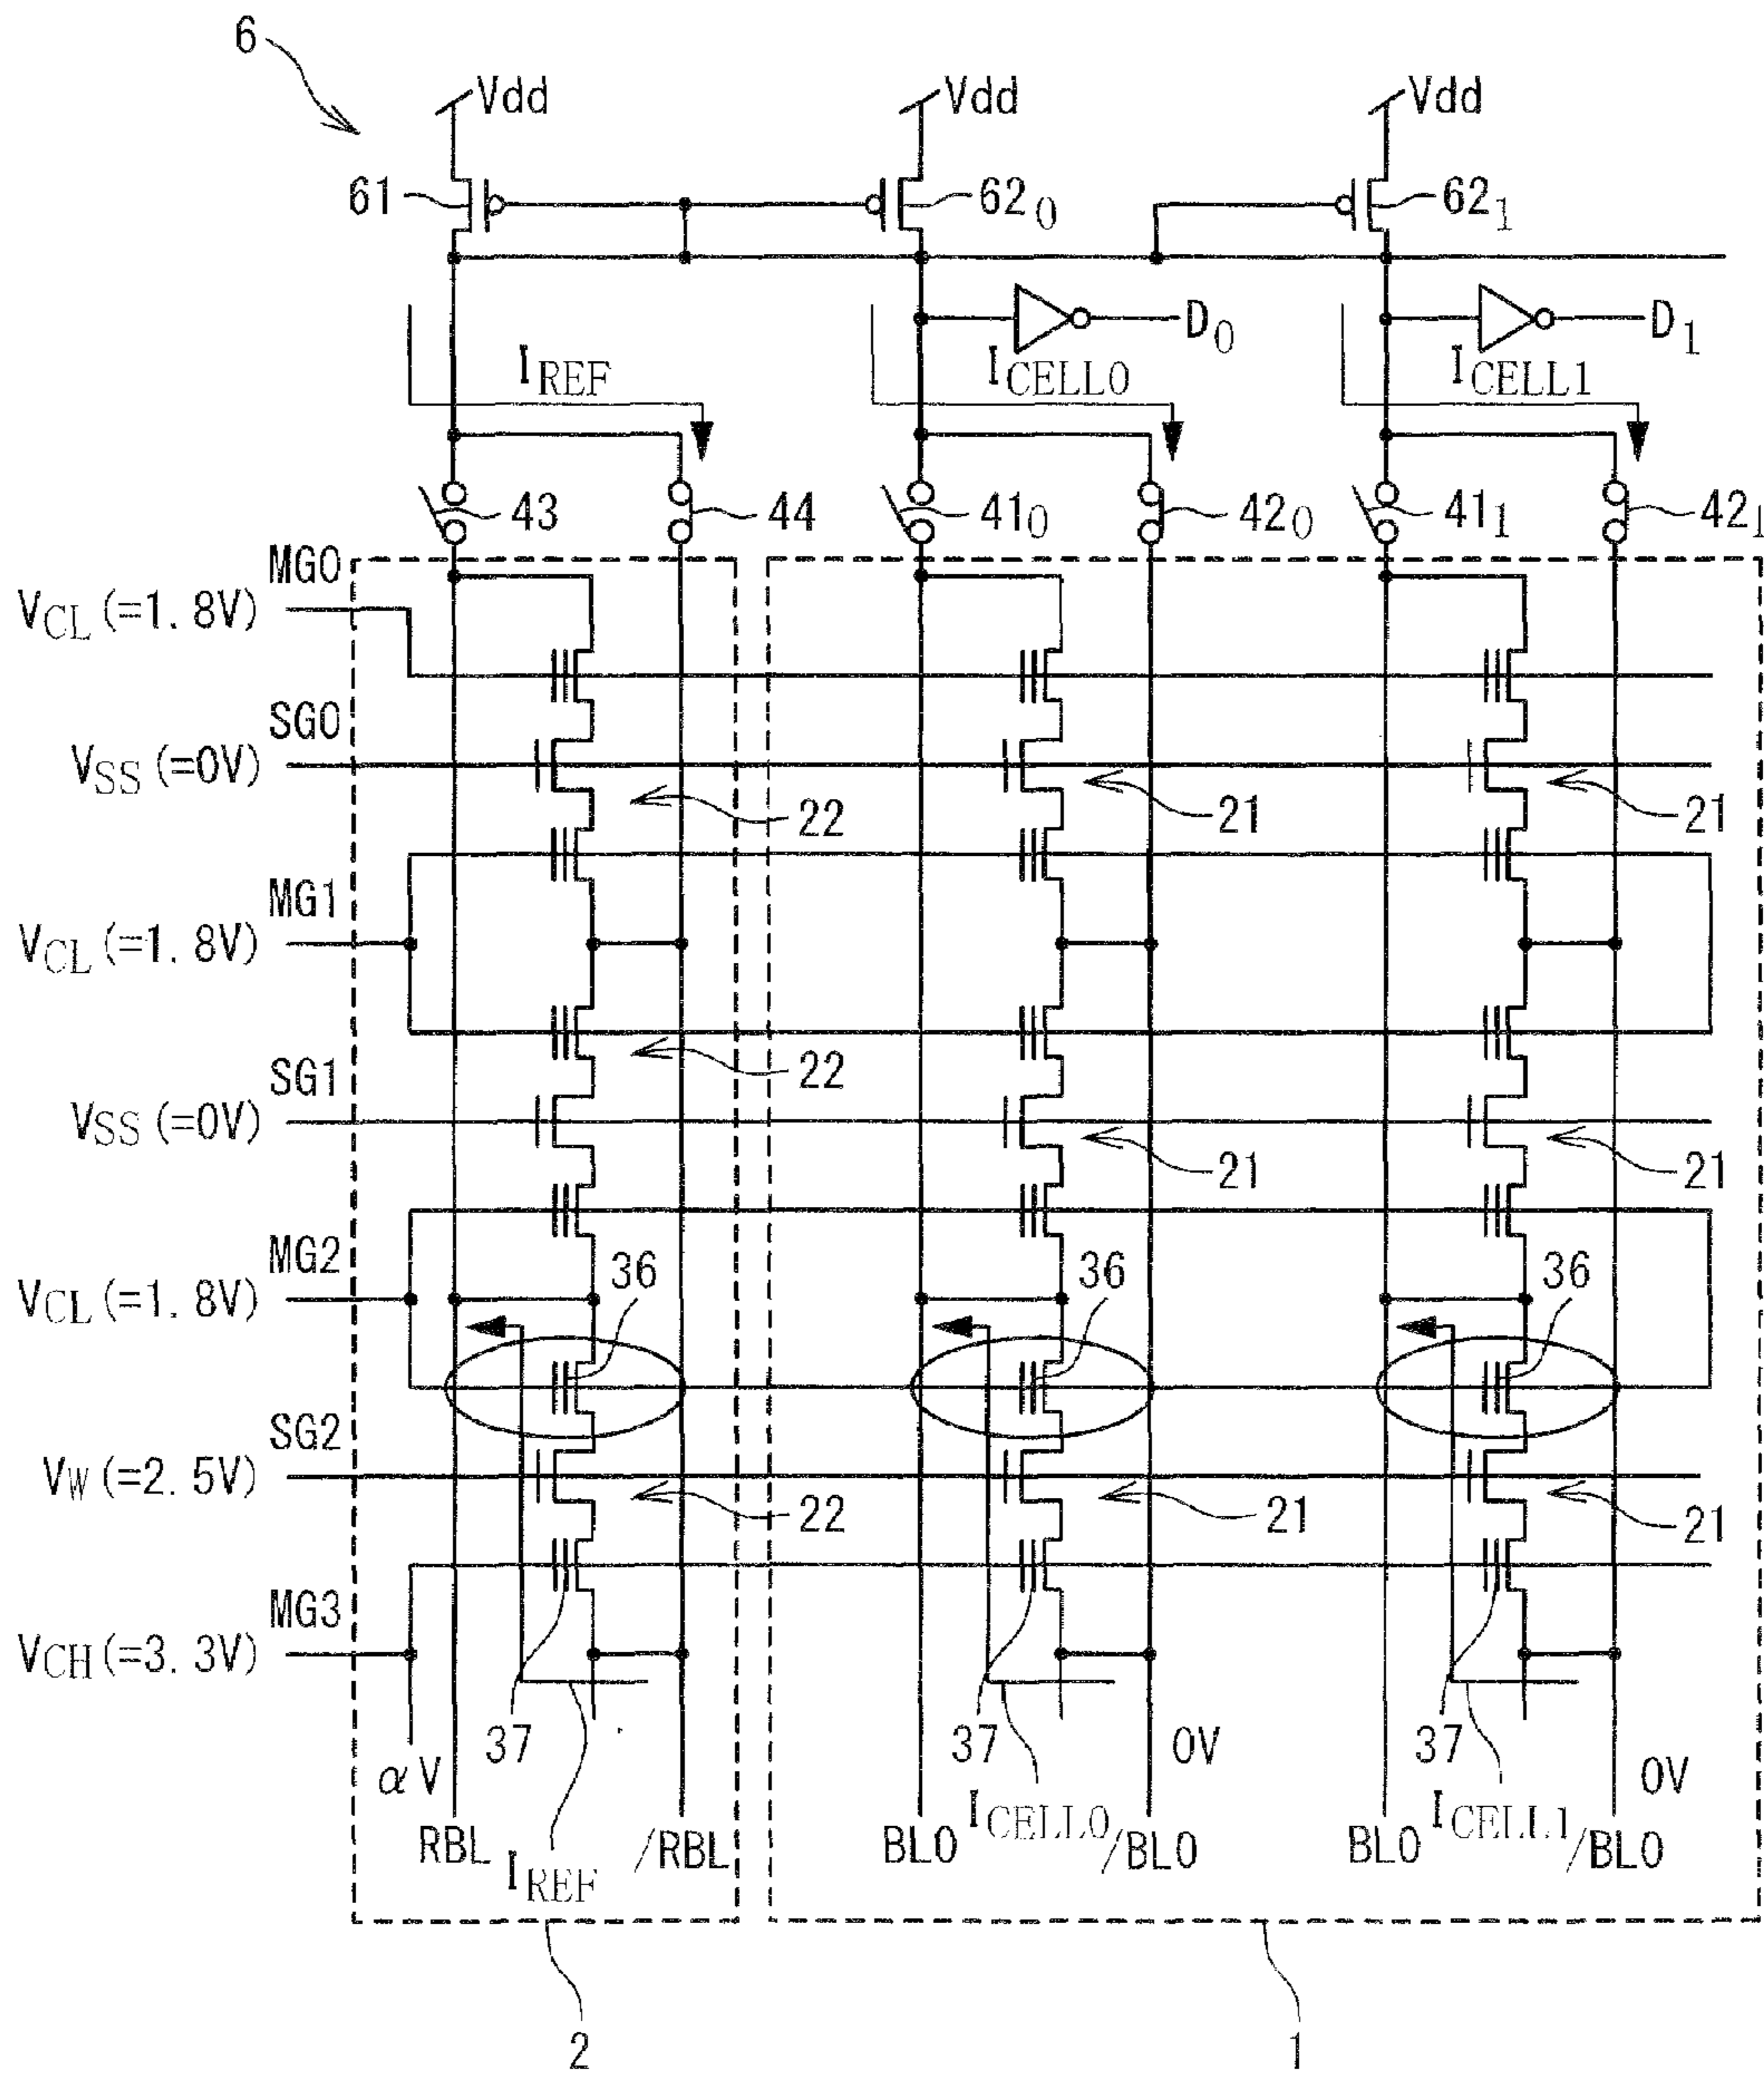 6
Vdd Vdd Vdd
61 62₀ 62₁
D₀ D₁
I_REF I_CELL0 I_CELL1
43 44 41₀ 42₀ 41₁ 42₁
MG0
V_CL(=1.8V)
SG0
V_SS(=0V)
22 21 21
MG1
V_CL(=1.8V)
22
SG1
V_SS(=0V)
21 21
MG2
V_CL(=1.8V)
36 36 36
SG2
V_W(=2.5V)
22 21 21
MG3
V_CH(=3.3V)
37 37 37
αV 0V 0V
RBL I_REF /RBL BL0 I_CELL0 /BL0 BL0 I_CELL1 /BL0
2 1